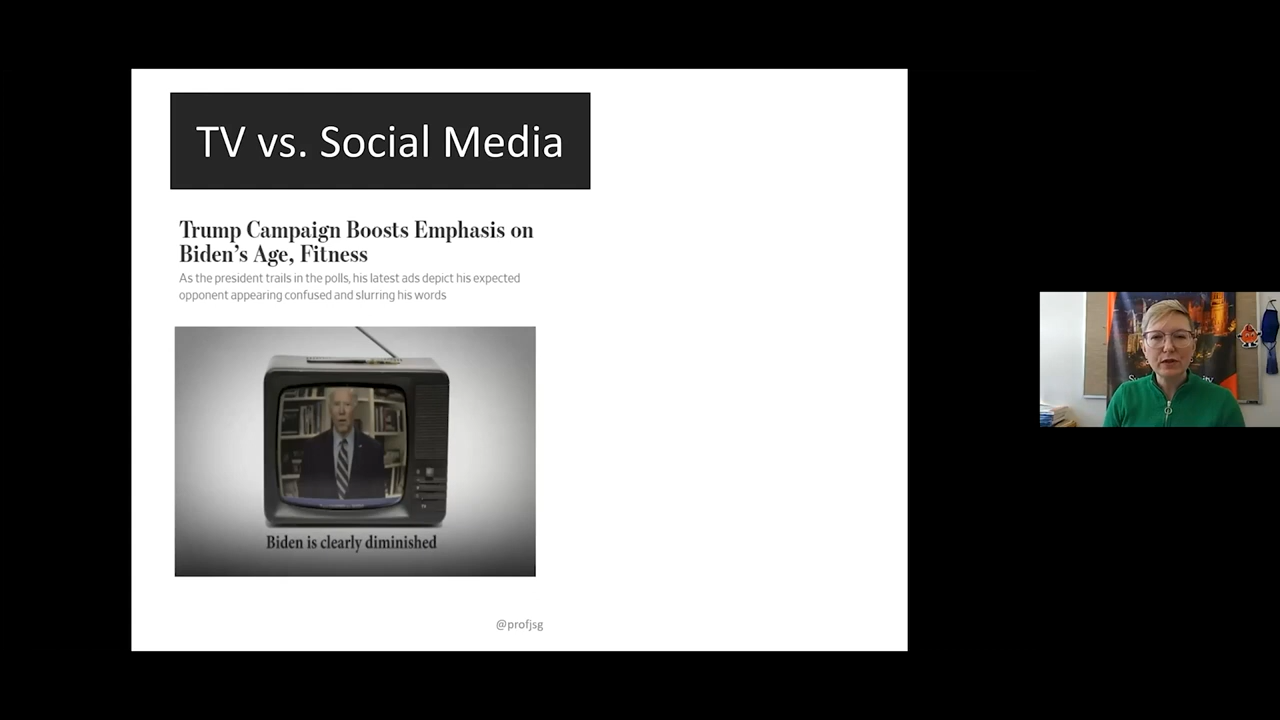 TV vs. Social Media
Trump Campaign Boosts Emphasis on
Biden's Age, Fitness
As the president trails in the polls, his latest ads depict his expected
opponent appearing confused and slurring his words
Biden is clearly diminished
@profjsg